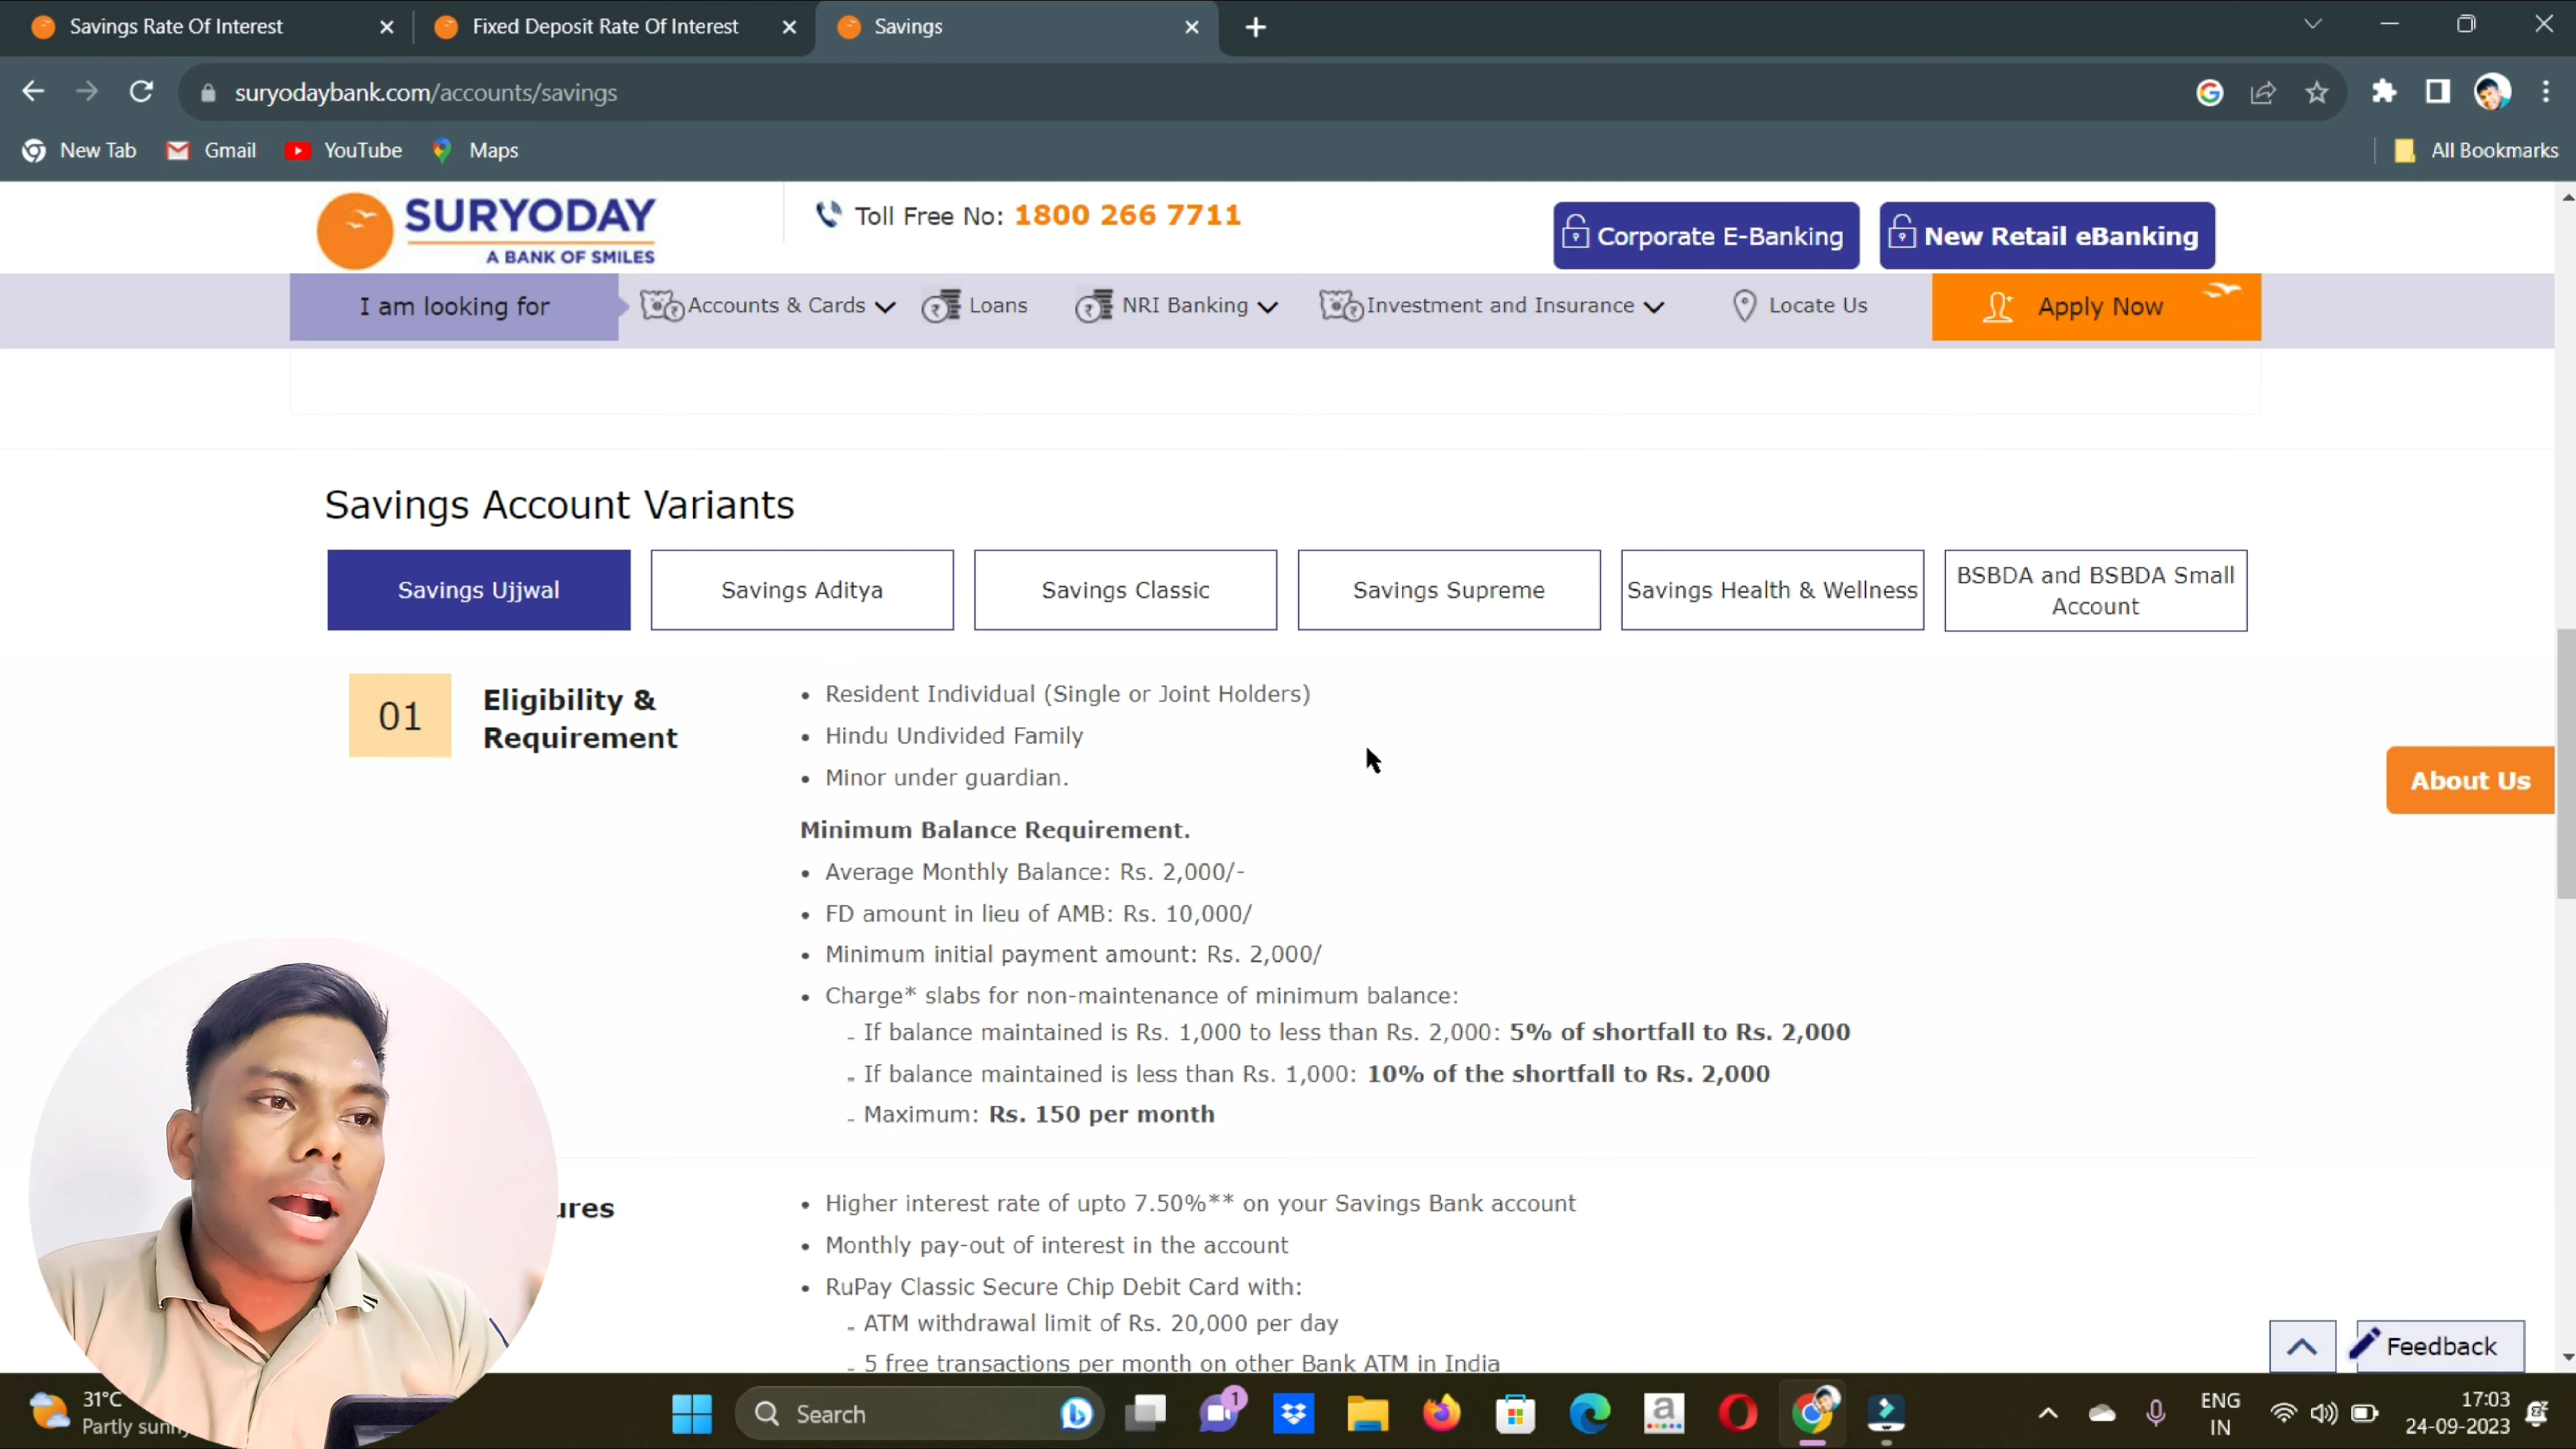 Savings Rate Of Interest
Fixed Deposit Rate Of Interest
Savings
suryodaybank.com/accounts/savings
New Tab
Gmail
YouTube
Maps
All Bookmarks
SURYODAY
A BANK OF SMILES
Toll Free No: 1800 266 7711
Corporate E-Banking
New Retail eBanking
I am looking for
Accounts & Cards
Loans
NRI Banking
Investment and Insurance
Locate Us
Apply Now
Savings Account Variants
Savings Ujjwal
Savings Aditya
Savings Classic
Savings Supreme
Savings Health & Wellness
BSBDA and BSBDA Small
Account
01
Eligibility &
Requirement
• Resident Individual (Single or Joint Holders)
• Hindu Undivided Family
• Minor under guardian.
Minimum Balance Requirement.
• Average Monthly Balance: Rs. 2,000/-
• FD amount in lieu of AMB: Rs. 10,000/
• Minimum initial payment amount: Rs. 2,000/
• Charge* slabs for non-maintenance of minimum balance:
- If balance maintained is Rs. 1,000 to less than Rs. 2,000: 5% of shortfall to Rs. 2,000
- If balance maintained is less than Rs. 1,000: 10% of the shortfall to Rs. 2,000
- Maximum: Rs. 150 per month
About Us
ures
• Higher interest rate of upto 7.50%** on your Savings Bank account
• Monthly pay-out of interest in the account
• RuPay Classic Secure Chip Debit Card with:
- ATM withdrawal limit of Rs. 20,000 per day
- 5 free transactions per month on other Bank ATM in India
Feedback
31°C
Partly sunny
Search
1
a
ENG
IN
17:03
24-09-2023